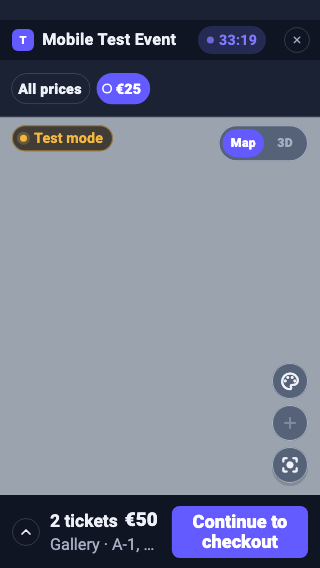 T Mobile Test Event 33:19
All prices €25
Test mode
Map 3D
2 tickets €50
Gallery · A-1, ...
Continue to
checkout